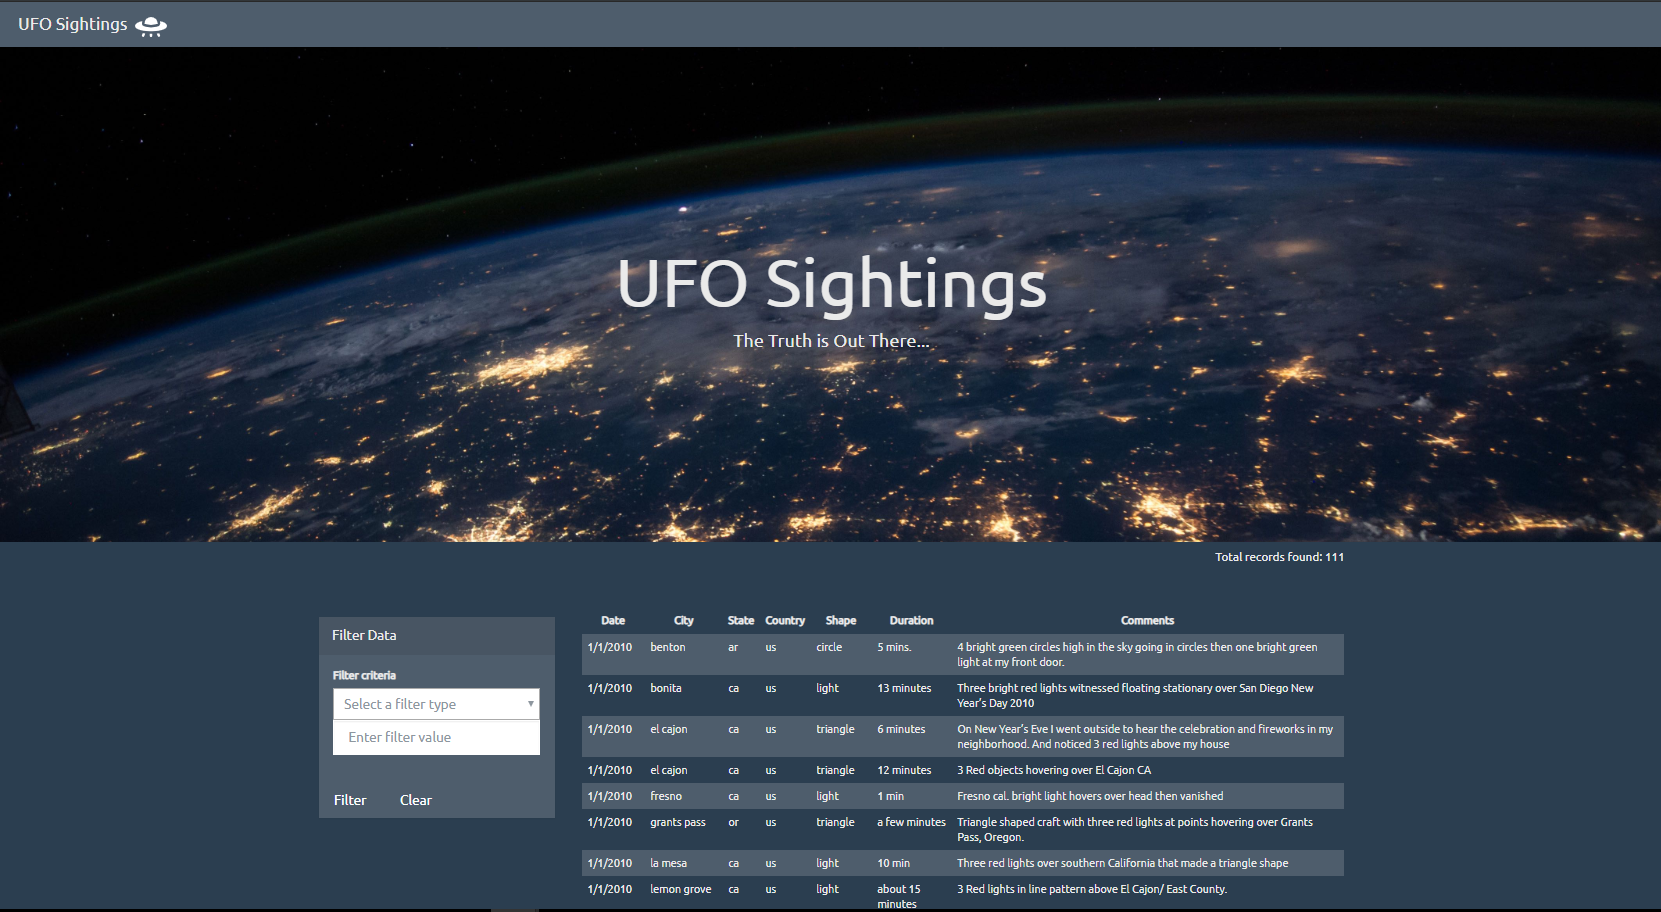 UFO Sightings
UFO Sightings
The Truth is Out There...
Total records found: 111
Filter Data
Filter criteria
Select a filter type
Enter filter value
Filter Clear
Date City State Country Shape Duration Comments
1/1/2010 benton ar us circle 5 mins. 4 bright green circles high in the sky going in circles then one bright green
light at my front door.
1/1/2010 bonita ca us light 13 minutes Three bright red lights witnessed floating stationary over San Diego New
Year's Day 2010
1/1/2010 el cajon ca us triangle 6 minutes On New Year's Eve I went outside to hear the celebration and fireworks in my
neighborhood. And noticed 3 red lights above my house
1/1/2010 el cajon ca us triangle 12 minutes 3 Red objects hovering over El Cajon CA
1/1/2010 fresno ca us light 1 min Fresno cal. bright light hovers over head then vanished
1/1/2010 grants pass or us triangle a few minutes Triangle shaped craft with three red lights at points hovering over Grants
Pass, Oregon.
1/1/2010 la mesa ca us light 10 min Three red lights over southern California that made a triangle shape
1/1/2010 lemon grove ca us light about 15 3 Red lights in line pattern above El Cajon/ East County.
minutes